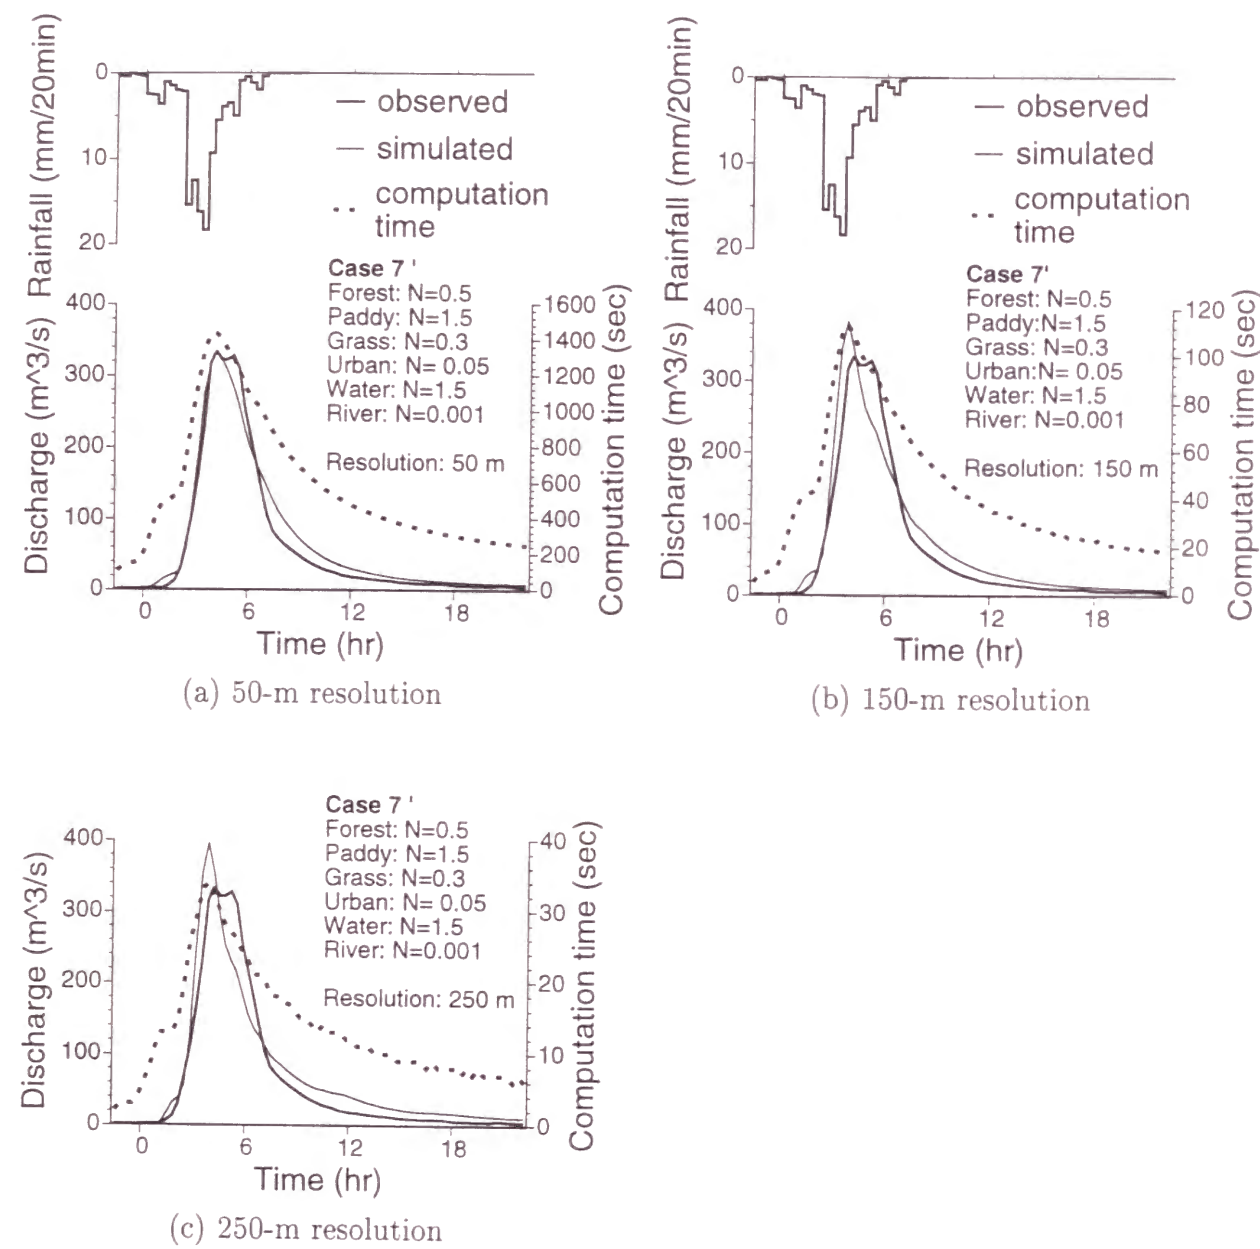 Rainfall (mm/20min)
0
10
20
observed
simulated
computation
time
Case 7 '
Forest: N=0.5
Paddy: N=1.5
Grass: N=0.3
Urban: N= 0.05
Water: N=1.5
River: N=0.001
Resolution: 50 m
Discharge (m^3/s)
400
300
200
100
0
1600
1400
1200
1000
800
600
400
200
0
Computation time (sec)
0
6
12
18
Time (hr)
(a) 50-m resolution
Rainfall (mm/20min)
0
10
20
observed
simulated
computation
time
Case 7'
Forest: N=0.5
Paddy:N=1.5
Grass: N=0.3
Urban:N= 0.05
Water: N=1.5
River: N=0.001
Resolution: 150 m
Discharge (m^3/s)
400
300
200
100
0
120
100
80
60
40
20
0
Computation time (sec)
0
6
12
18
Time (hr)
(b) 150-m resolution
Case 7 '
Forest: N=0.5
Paddy: N=1.5
Grass: N=0.3
Urban: N= 0.05
Water: N=1.5
River: N=0.001
Resolution: 250 m
Discharge (m^3/s)
400
300
200
100
0
40
30
20
10
0
Computation time (sec)
0
6
12
18
Time (hr)
(c) 250-m resolution